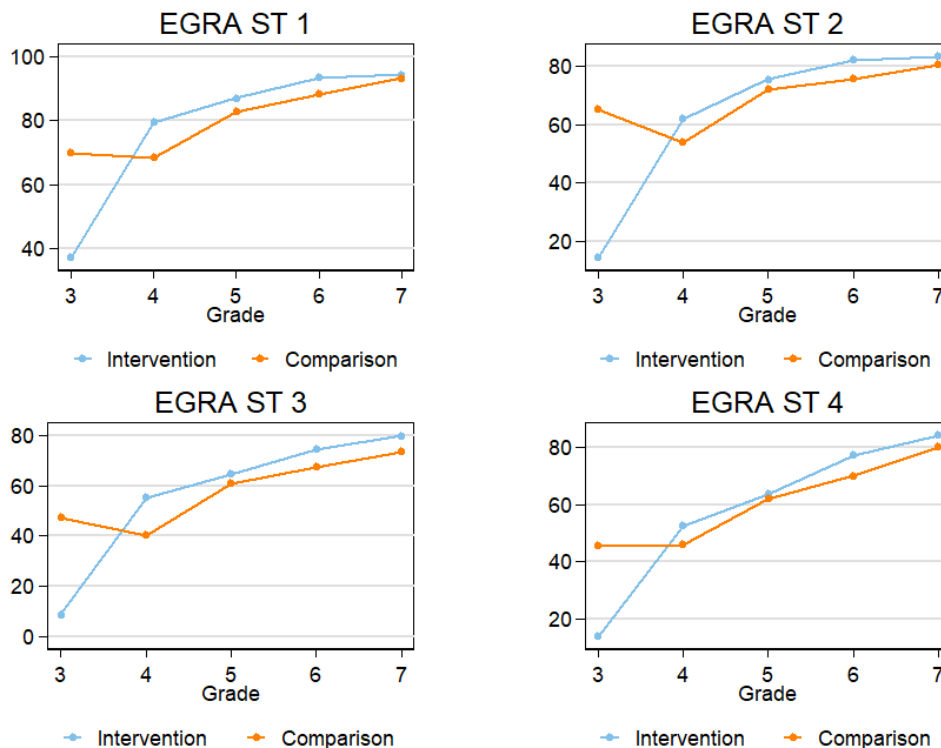 EGRA ST 1
100
80
60
40
3 4 5 6 7
Grade
Intervention Comparison
EGRA ST 2
80
60
40
20
3 4 5 6 7
Grade
Intervention Comparison
EGRA ST 3
80
60
40
20
0
3 4 5 6 7
Grade
Intervention Comparison
EGRA ST 4
80
60
40
20
3 4 5 6 7
Grade
Intervention Comparison